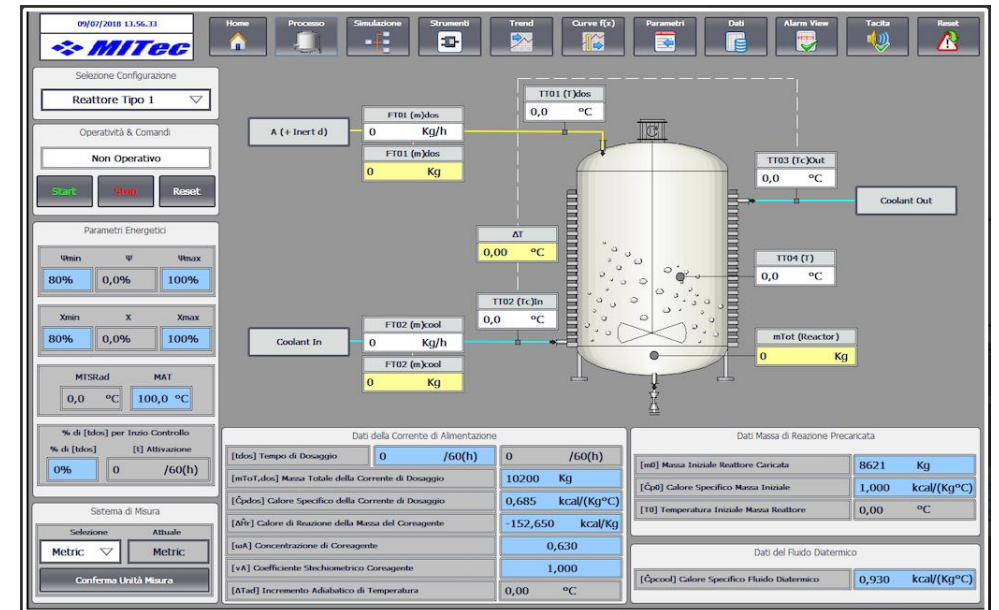 09/07/2018 13.56.33
MITec
Home Processo Simulazione Strumenti Trend Curve f(x) Parametri Dati Alarm View Tacita Reset
Selezione Configurazione
Reattore Tipo 1
Operatività & Comandi
Non Operativo
Start Stop Reset
Parametri Energetici
Ψmin Ψ Ψmax
80% 0,0% 100%
Xmin X Xmax
80% 0,0% 100%
MTSRad MAT
0,0 °C 100,0 °C
% di [tdos] per Inzio Controllo
% di [tdos] [t] Attivazione
0% 0 /60(h)
Sistema di Misura
Selezione Attuale
Metric Metric
Conferma Unità Misura
TT01 (T)dos
0,0 °C
FT01 (m)dos
A (+ Inert d) 0 Kg/h
FT01 (m)dos
0 Kg
TT03 (Tc)Out
0,0 °C
Coolant Out
ΔT
0,00 °C
TT04 (T)
0,0 °C
TT02 (Tc)In
0,0 °C
FT02 (m)cool
Coolant In 0 Kg/h
FT02 (m)cool
0 Kg
mTot (Reactor)
0 Kg
Dati della Corrente di Alimentazione
[tdos] Tempo di Dosaggio 0 /60(h) 0 /60(h)
[mToT,dos] Massa Totale della Corrente di Dosaggio 10200 Kg
[Ĉpdos] Calore Specifico della Corrente di Dosaggio 0,685 kcal/(Kg°C)
[ΔĤr] Calore di Reazione della Massa del Coreagente -152,650 kcal/Kg
[ωA] Concentrazione di Coreagente 0,630
[vA] Coefficiente Stechiometrico Coreagente 1,000
[ΔTad] Incremento Adiabatico di Temperatura 0,00 °C
Dati Massa di Reazione Precaricata
[m0] Massa Iniziale Reattore Caricata 8621 Kg
[Ĉp0] Calore Specifico Massa Iniziale 1,000 kcal/(Kg°C)
[T0] Temperatura Iniziale Massa Reattore 0,00 °C
Dati del Fluido Diatermico
[Ĉpcool] Calore Specifico Fluido Diatermico 0,930 kcal/(Kg°C)